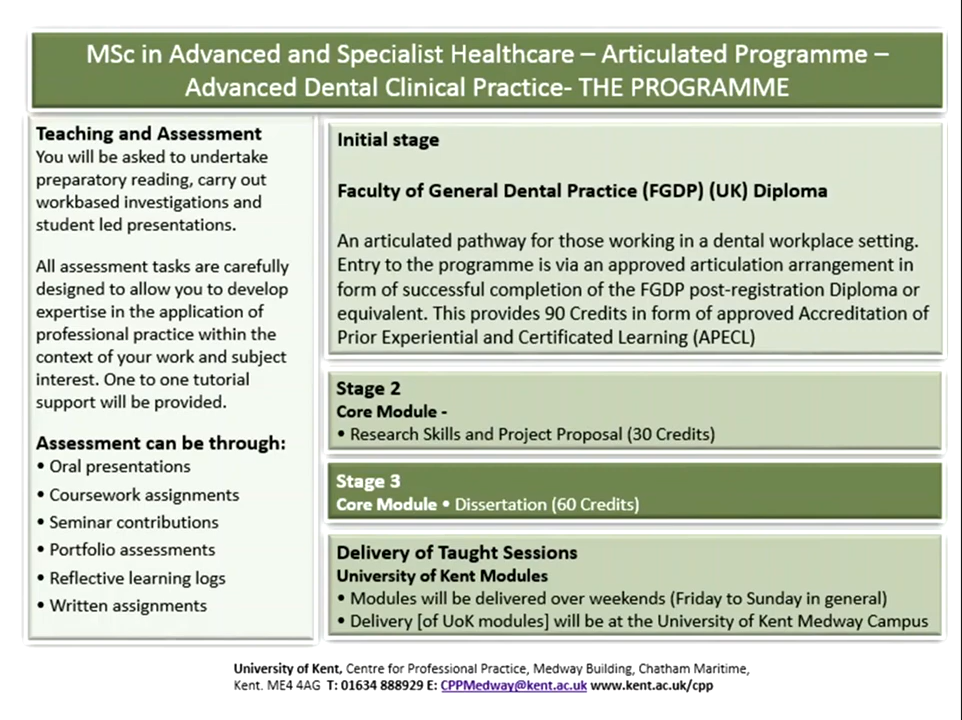 MSc in Advanced and Specialist Healthcare – Articulated Programme –
Advanced Dental Clinical Practice- THE PROGRAMME
Teaching and Assessment
You will be asked to undertake
preparatory reading, carry out
workbased investigations and
student led presentations.
All assessment tasks are carefully
designed to allow you to develop
expertise in the application of
professional practice within the
context of your work and subject
interest. One to one tutorial
support will be provided.
Assessment can be through:
• Oral presentations
• Coursework assignments
• Seminar contributions
• Portfolio assessments
• Reflective learning logs
• Written assignments
Initial stage
Faculty of General Dental Practice (FGDP) (UK) Diploma
An articulated pathway for those working in a dental workplace setting.
Entry to the programme is via an approved articulation arrangement in
form of successful completion of the FGDP post-registration Diploma or
equivalent. This provides 90 Credits in form of approved Accreditation of
Prior Experiential and Certificated Learning (APECL)
Stage 2
Core Module -
• Research Skills and Project Proposal (30 Credits)
Stage 3
Core Module • Dissertation (60 Credits)
Delivery of Taught Sessions
University of Kent Modules
• Modules will be delivered over weekends (Friday to Sunday in general)
• Delivery [of UoK modules] will be at the University of Kent Medway Campus
University of Kent, Centre for Professional Practice, Medway Building, Chatham Maritime,
Kent. ME4 4AG T: 01634 888929 E: CPPMedway@kent.ac.uk www.kent.ac.uk/cpp